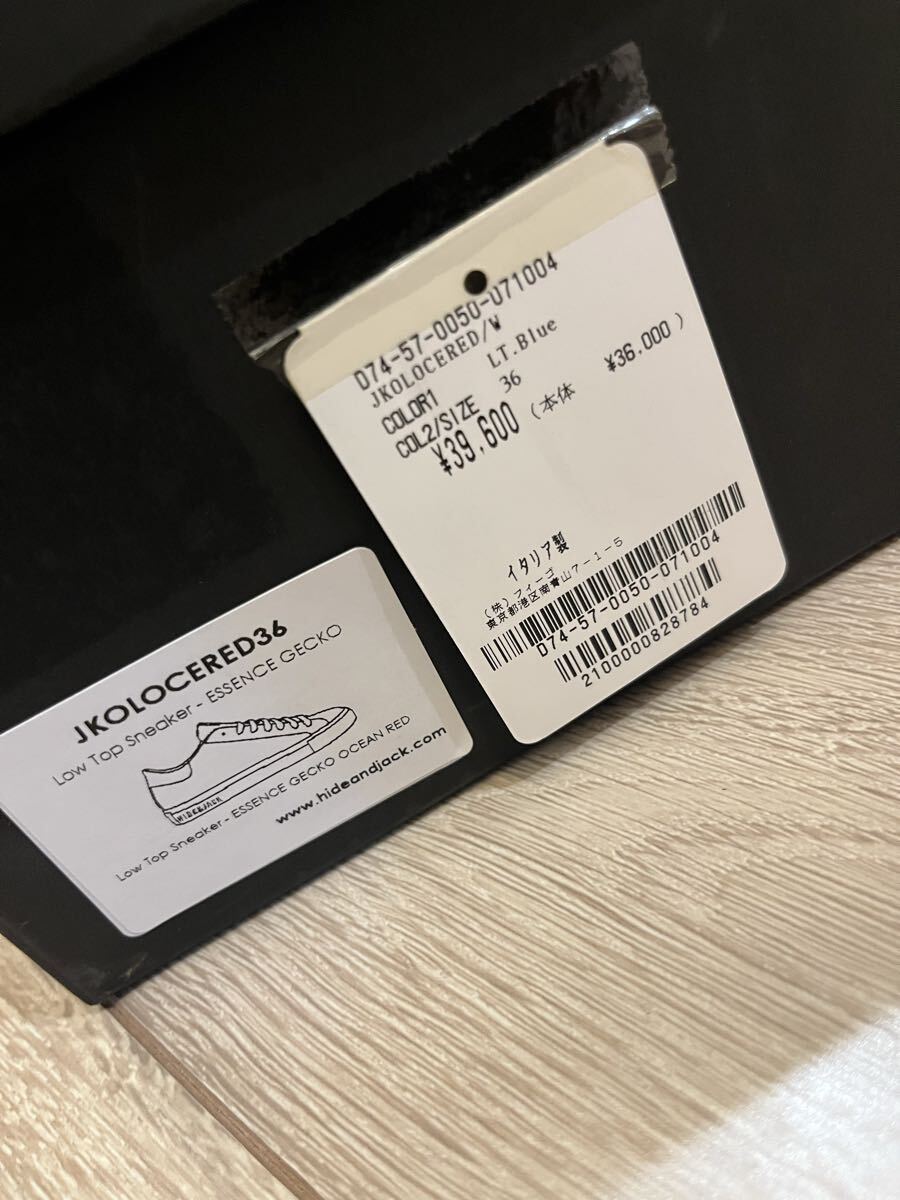 074-57-0050-071004
JKOLOCERED/W
COLOR1 LT.Blue
COL2/SIZE 36
¥39,600 (本体 ¥36,000)
イタリア製
(株)フィーゴ
東京都港区南青山7-1-5
074-57-0050-071004
2100000828784
JKOLOCERED36
Low Top Sneaker - ESSENCE GECKO
HIDE&JACK
Low Top Sneaker - ESSENCE GECKO OCEAN RED
www.hideandjack.com